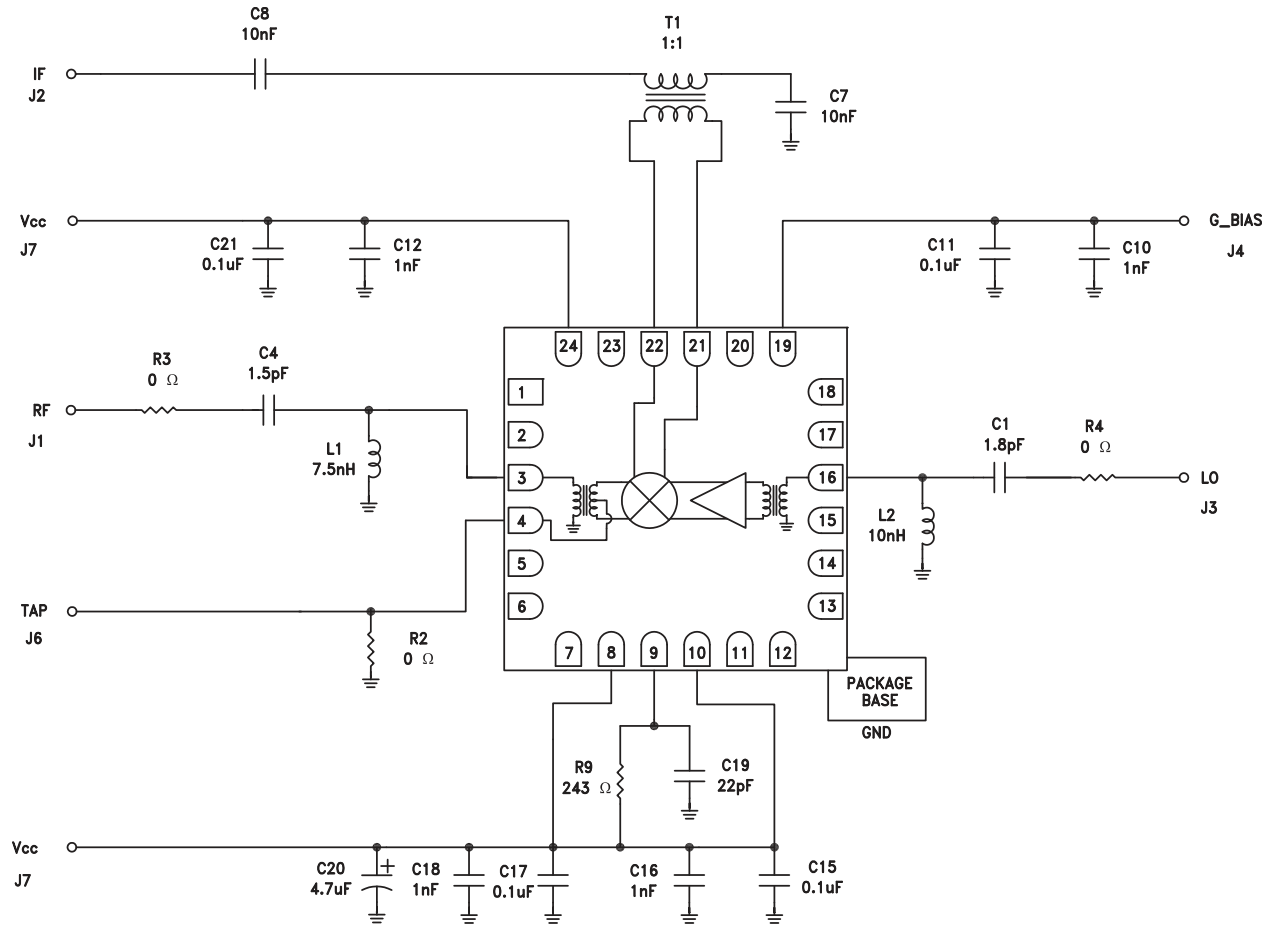 C8
10nF
T1
1:1
IF
J2
C7
10nF
Vcc
J7
C21
0.1uF
C12
1nF
C11
0.1uF
C10
1nF
G_BIAS
J4
24
23
22
21
20
19
R3
0 Ω
C4
1.5pF
RF
J1
L1
7.5nH
1
2
3
4
5
6
18
17
16
15
14
13
C1
1.8pF
R4
0 Ω
LO
J3
L2
10nH
TAP
J6
R2
0 Ω
7
8
9
10
11
12
PACKAGE
BASE
GND
R9
243 Ω
C19
22pF
Vcc
J7
C20
4.7uF
+
C18
1nF
C17
0.1uF
C16
1nF
C15
0.1uF